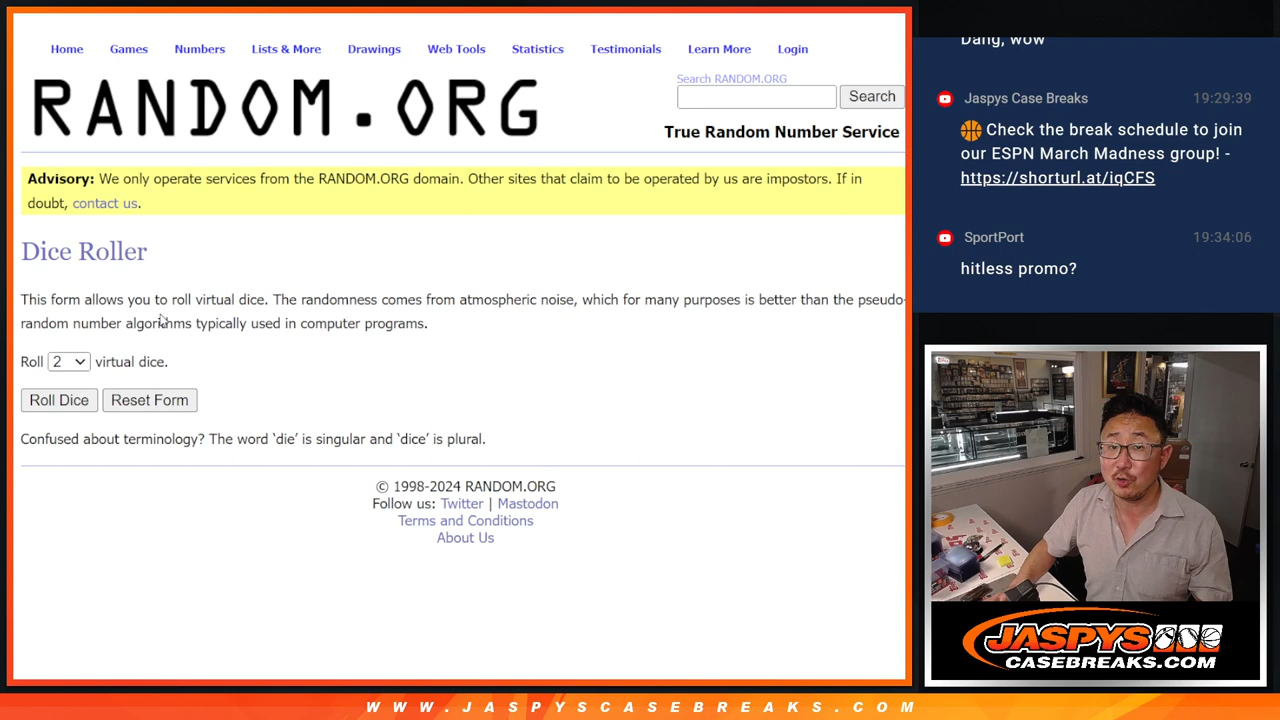 Home Games Numbers Lists & More Drawings Web Tools Statistics Testimonials Learn More Login
RANDOM.ORG
Search RANDOM.ORG
Search
True Random Number Service
Advisory: We only operate services from the RANDOM.ORG domain. Other sites that claim to be operated by us are impostors. If in
doubt, contact us.
Dice Roller
This form allows you to roll virtual dice. The randomness comes from atmospheric noise, which for many purposes is better than the pseudo-
random number algorithms typically used in computer programs.
Roll 2 virtual dice.
Roll Dice Reset Form
Confused about terminology? The word ‘die’ is singular and ‘dice’ is plural.
© 1998-2024 RANDOM.ORG
Follow us: Twitter | Mastodon
Terms and Conditions
About Us
Dang, wow
Jaspys Case Breaks 19:29:39
Check the break schedule to join
our ESPN March Madness group! -
https://shorturl.at/iqCFS
SportPort 19:34:06
hitless promo?
JASPYS
CASEBREAKS.COM
WWW.JASPYSCASEBREAKS.COM